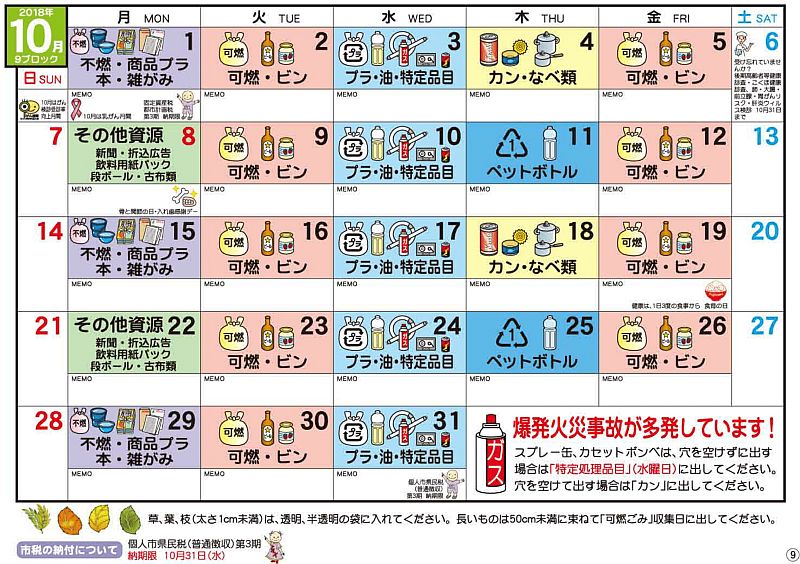 2018年
10月
9ブロック
日 SUN
月 MON
火 TUE
水 WED
木 THU
金 FRI
土 SAT
不燃
1
不燃・商品プラ
本・雑がみ
MEMO
10月は乳がん月間
固定資産税
都市計画税
第3期 納期限
可燃
2
可燃・ビン
MEMO
プラ
3
プラ・油・特定品目
MEMO
4
カン・なべ類
MEMO
可燃
5
可燃・ビン
MEMO
6
受け忘れていませ
んか?
後期高齢者等健康
診査・こくほ健康
診査、肺・大腸・
前立腺・胃がんリ
スク・肝炎ウイル
ス検診 10月31日
まで
10月はがん
検診受診率
向上月間
7
その他資源 8
新聞・折込広告
飲料用紙パック
段ボール・古布類
MEMO
骨と関節の日・入れ歯感謝デー
可燃
9
可燃・ビン
MEMO
プラ
10
プラ・油・特定品目
MEMO
1
11
ペットボトル
MEMO
可燃
12
可燃・ビン
MEMO
13
14
不燃
15
不燃・商品プラ
本・雑がみ
MEMO
可燃
16
可燃・ビン
MEMO
プラ
ガス
17
プラ・油・特定品目
MEMO
18
カン・なべ類
MEMO
可燃
19
可燃・ビン
MEMO
健康は、1日3度の食事から 食育の日
20
21
その他資源 22
新聞・折込広告
飲料用紙パック
段ボール・古布類
MEMO
可燃
23
可燃・ビン
MEMO
プラ
24
プラ・油・特定品目
MEMO
1
25
ペットボトル
MEMO
可燃
26
可燃・ビン
MEMO
27
28
不燃
29
不燃・商品プラ
本・雑がみ
MEMO
可燃
30
可燃・ビン
MEMO
プラ
31
プラ・油・特定品目
MEMO
個人市県民税
(普通徴収)
第3期 納期限
ガス
爆発火災事故が多発しています!
スプレー缶、カセットボンベは、穴を空けずに出す
場合は「特定処理品目」(水曜日)に出してください。
穴を空けて出す場合は「カン」に出してください。
草、葉、枝(太さ1cm未満)は、透明、半透明の袋に入れてください。長いものは50cm未満に束ねて「可燃ごみ」収集日に出してください。
市税の納付について
個人市県民税(普通徴収)第3期
納期限 10月31日(水)
⑨